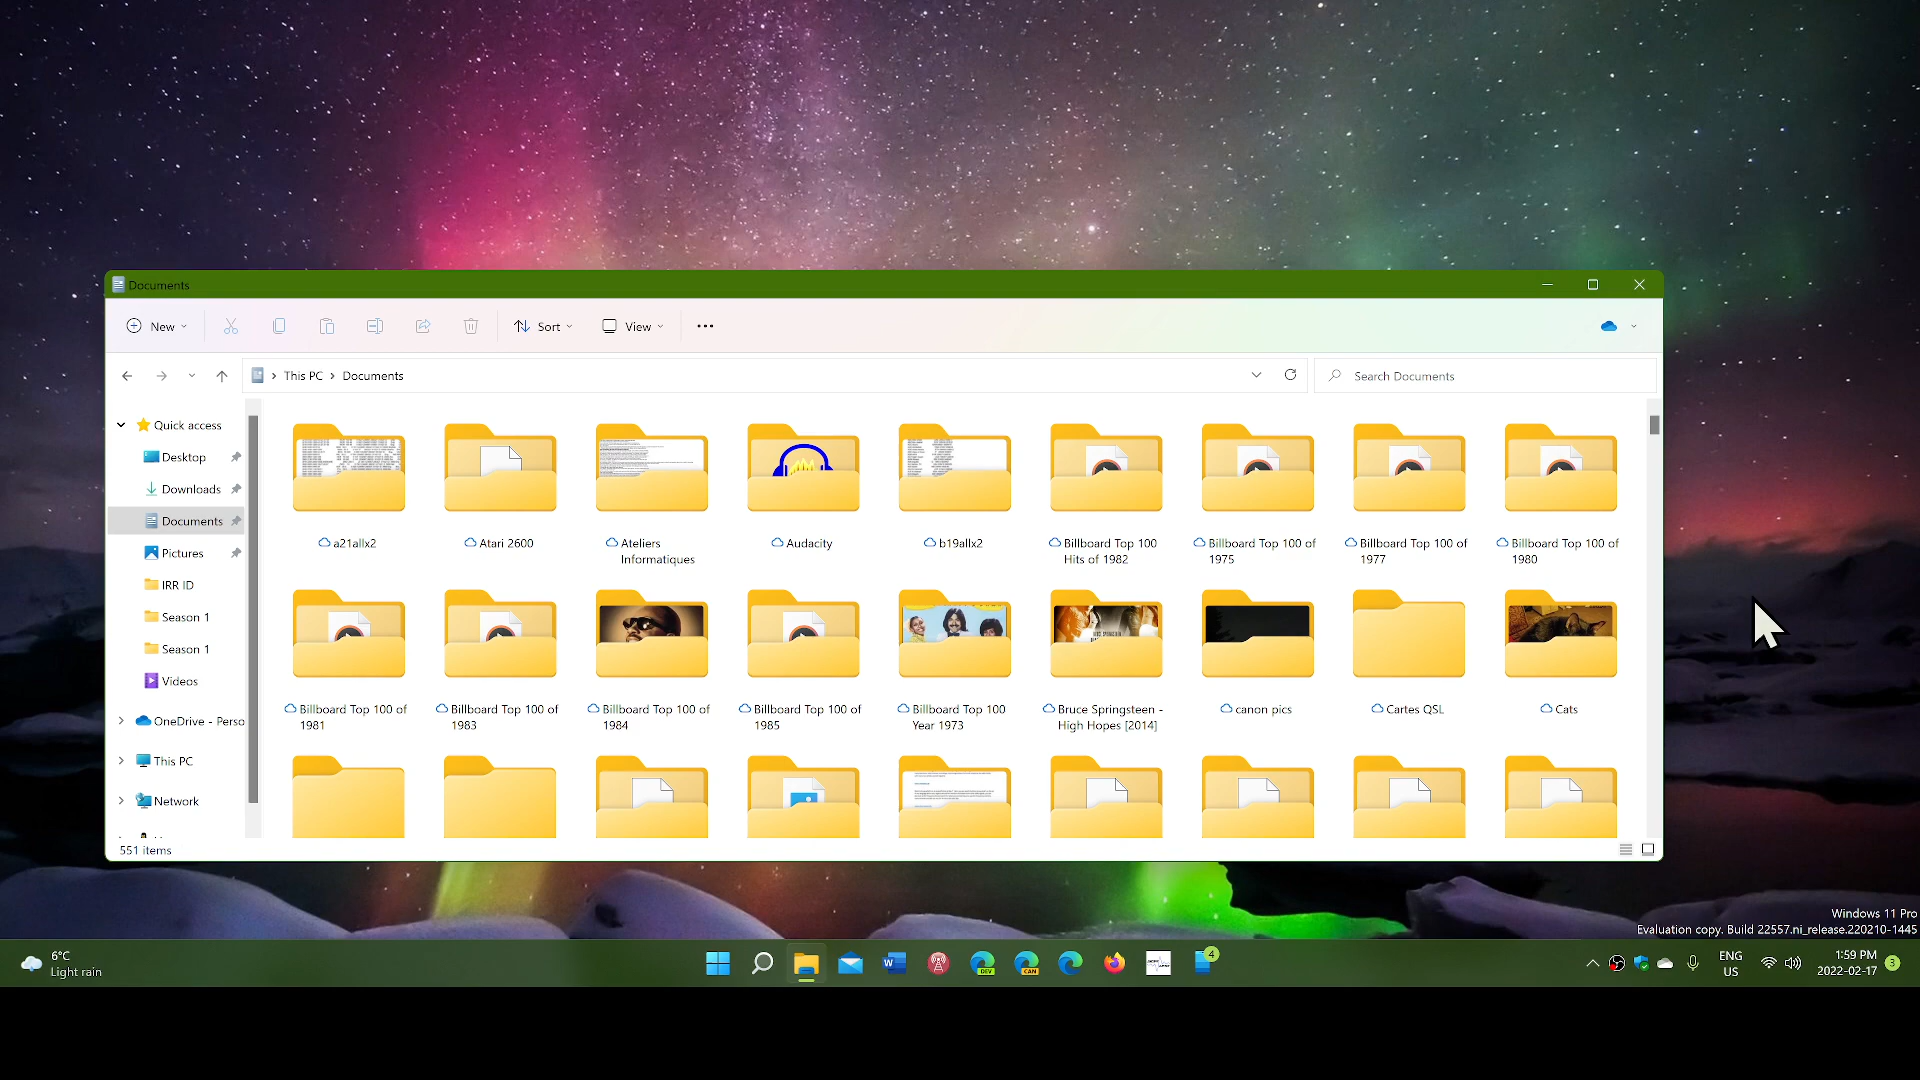 Documents
New
Sort
View
This PC > Documents
Search Documents
Quick access
Desktop
Downloads
Documents
Pictures
IRR ID
Season 1
Season 1
Videos
OneDrive - Perso
This PC
Network
a21allx2
Atari 2600
Ateliers
Informatiques
Audacity
b19allx2
Billboard Top 100
Hits of 1982
Billboard Top 100 of
1975
Billboard Top 100 of
1977
Billboard Top 100 of
1980
Billboard Top 100 of
1981
Billboard Top 100 of
1983
Billboard Top 100 of
1984
Billboard Top 100 of
1985
Billboard Top 100
Year 1973
Bruce Springsteen -
High Hopes [2014]
canon pics
Cartes QSL
Cats
551 items
Windows 11 Pro
Evaluation copy. Build 22557.ni_release.220210-1445
6°C
Light rain
W
DEV
CAN
4
ENG
US
1:59 PM
2022-02-17
3